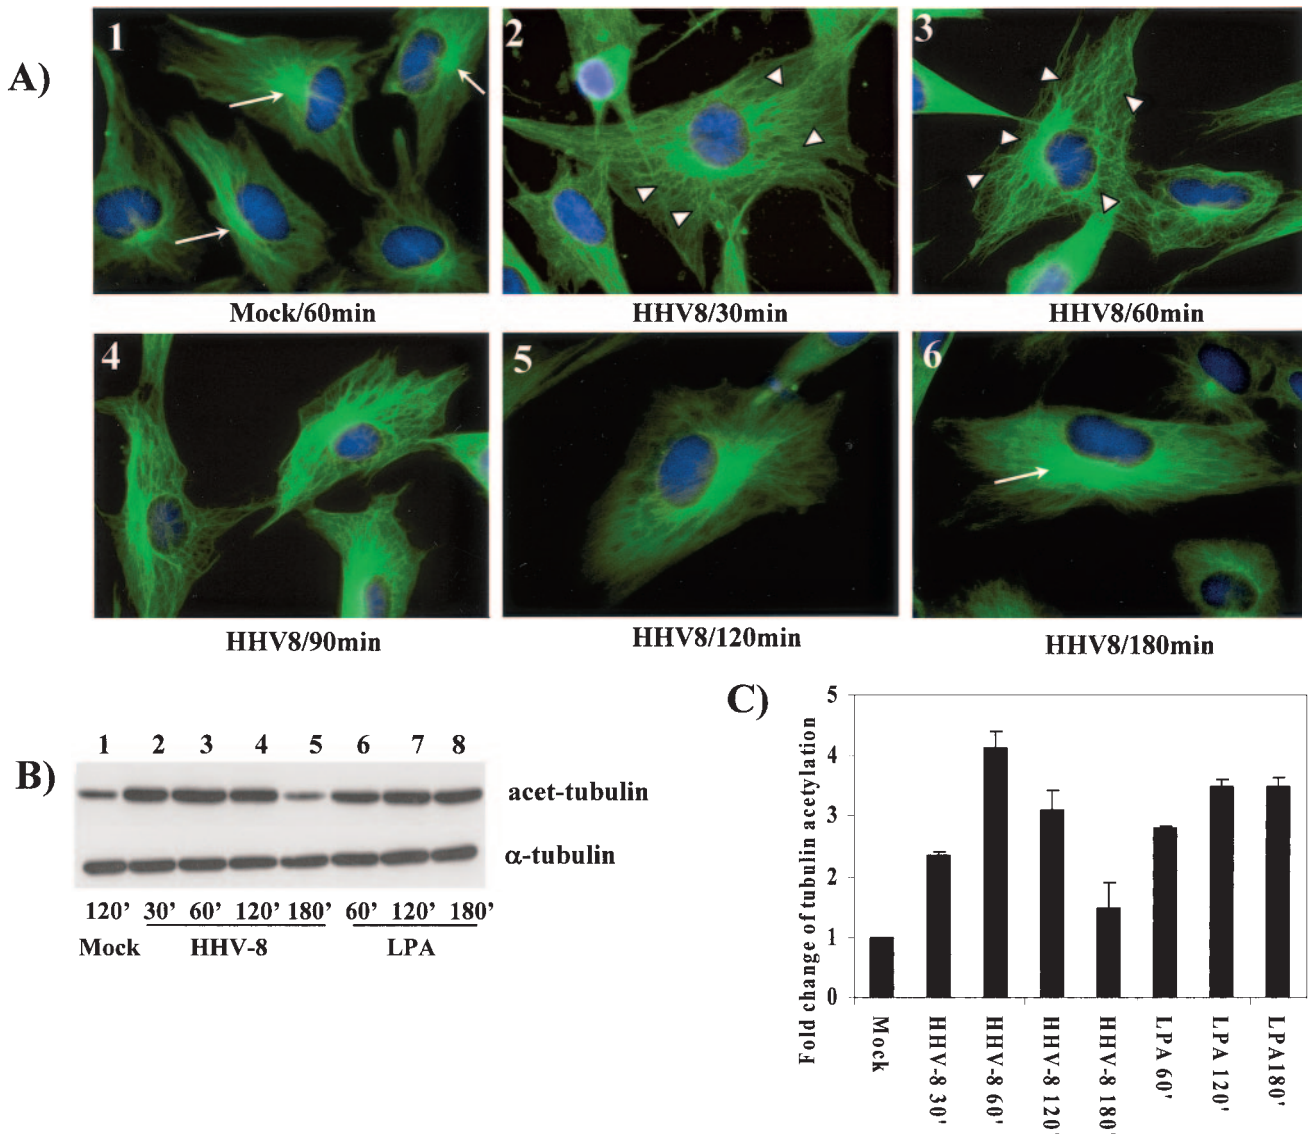 A)
1
2
3
Mock/60min
HHV8/30min
HHV8/60min
4
5
6
HHV8/90min
HHV8/120min
HHV8/180min
B)
1 2 3 4 5 6 7 8
acet-tubulin
α-tubulin
120’ 30’ 60’ 120’ 180’ 60’ 120’ 180’
Mock HHV-8 LPA
C)
Fold change of tubulin acetylation
5
4
3
2
1
0
Mock
HHV-8 30'
HHV-8 60'
HHV-8 120'
HHV-8 180'
LPA 60'
LPA 120'
LPA180'